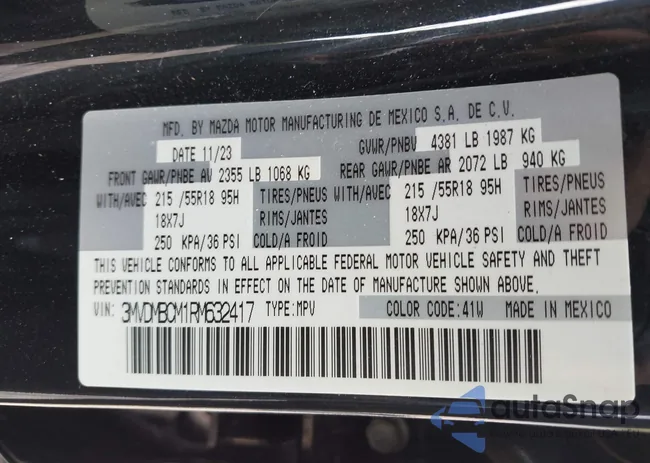 MFD. BY MAZDA MOTOR MANUFACTURING DE MEXICO S.A. DE C.V.
DATE 11/23 GVWR/PNBV 4381 LB 1987 KG
FRONT GAWR/PNBE AV 2355 LB 1068 KG REAR GAWR/PNBE AR 2072 LB 940 KG
WITH/AVEC 215 /55R18 95H TIRES/PNEUS WITH/AVEC 215 /55R18 95H TIRES/PNEUS
18X7J RIMS/JANTES 18X7J RIMS/JANTES
250 KPA/36 PSI COLD/A FROID 250 KPA/36 PSI COLD/A FROID
THIS VEHICLE CONFORMS TO ALL APPLICABLE FEDERAL MOTOR VEHICLE SAFETY AND THEFT
PREVENTION STANDARDS IN EFFECT ON THE DATE OF MANUFACTURE SHOWN ABOVE.
VIN: 3MVDMBCM1RM632417 TYPE:MPV COLOR CODE:41W MADE IN MEXICO
autoSnap